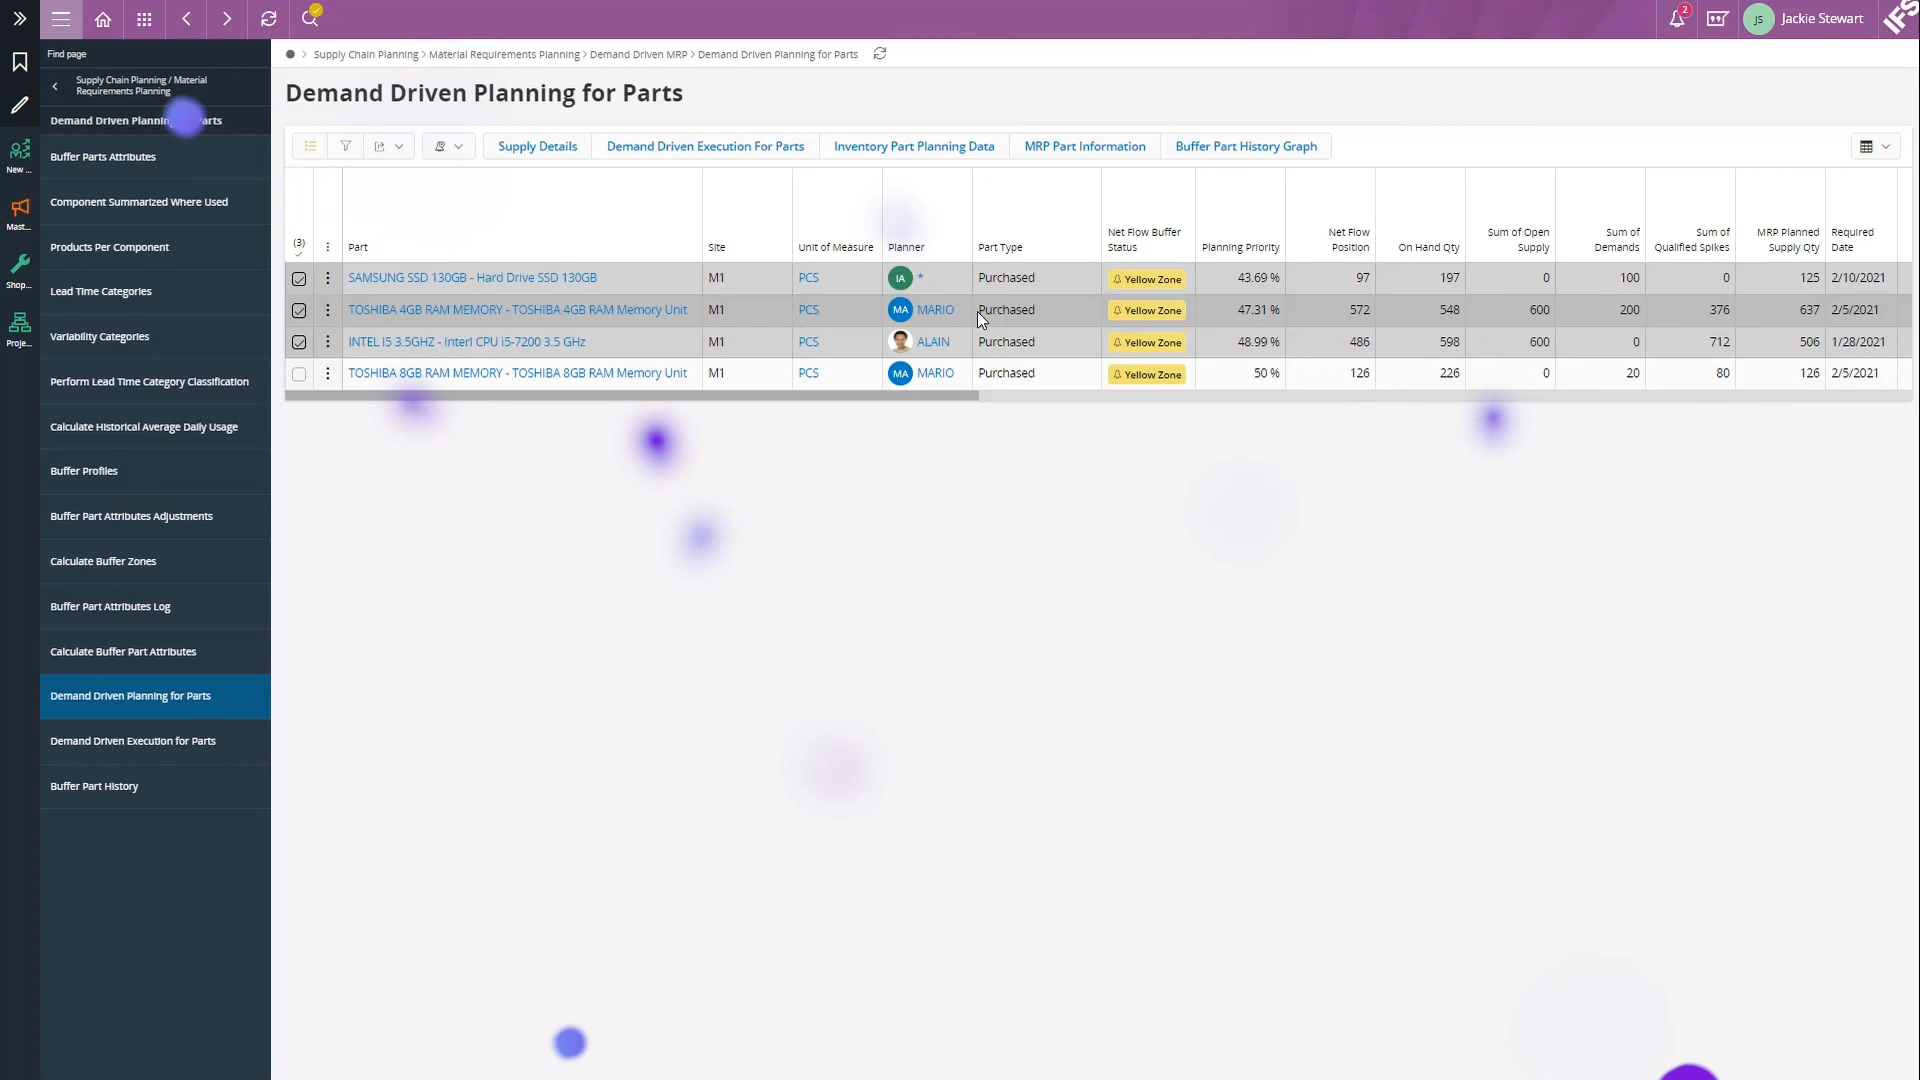 2
JS
Jackie Stewart
IFS
Find page
Supply Chain Planning > Material Requirements Planning > Demand Driven MRP > Demand Driven Planning for Parts
Supply Chain Planning / Material
Requirements Planning
Demand Driven Planning for Parts
Demand Driven Plannin arts
Supply Details
Demand Driven Execution For Parts
Inventory Part Planning Data
MRP Part Information
Buffer Part History Graph
New ...
Mast...
Shop...
Proje...
Buffer Parts Attributes
Component Summarized Where Used
Products Per Component
Lead Time Categories
Variability Categories
Perform Lead Time Category Classification
Calculate Historical Average Daily Usage
Buffer Profiles
Buffer Part Attributes Adjustments
Calculate Buffer Zones
Buffer Part Attributes Log
Calculate Buffer Part Attributes
Demand Driven Planning for Parts
Demand Driven Execution for Parts
Buffer Part History
(3) Part Site Unit of Measure Planner Part Type Net Flow Buffer Status Planning Priority Net Flow Position On Hand Qty Sum of Open Supply Sum of Demands Sum of Qualified Spikes MRP Planned Supply Qty Required Date
SAMSUNG SSD 130GB - Hard Drive SSD 130GB M1 PCS IA * Purchased Yellow Zone 43.69 % 97 197 0 100 0 125 2/10/2021
TOSHIBA 4GB RAM MEMORY - TOSHIBA 4GB RAM Memory Unit M1 PCS MA MARIO Purchased Yellow Zone 47.31 % 572 548 600 200 376 637 2/5/2021
INTEL I5 3.5GHZ - Interl CPU i5-7200 3.5 GHz M1 PCS ALAIN Purchased Yellow Zone 48.99 % 486 598 600 0 712 506 1/28/2021
TOSHIBA 8GB RAM MEMORY - TOSHIBA 8GB RAM Memory Unit M1 PCS MA MARIO Purchased Yellow Zone 50 % 126 226 0 20 80 126 2/5/2021